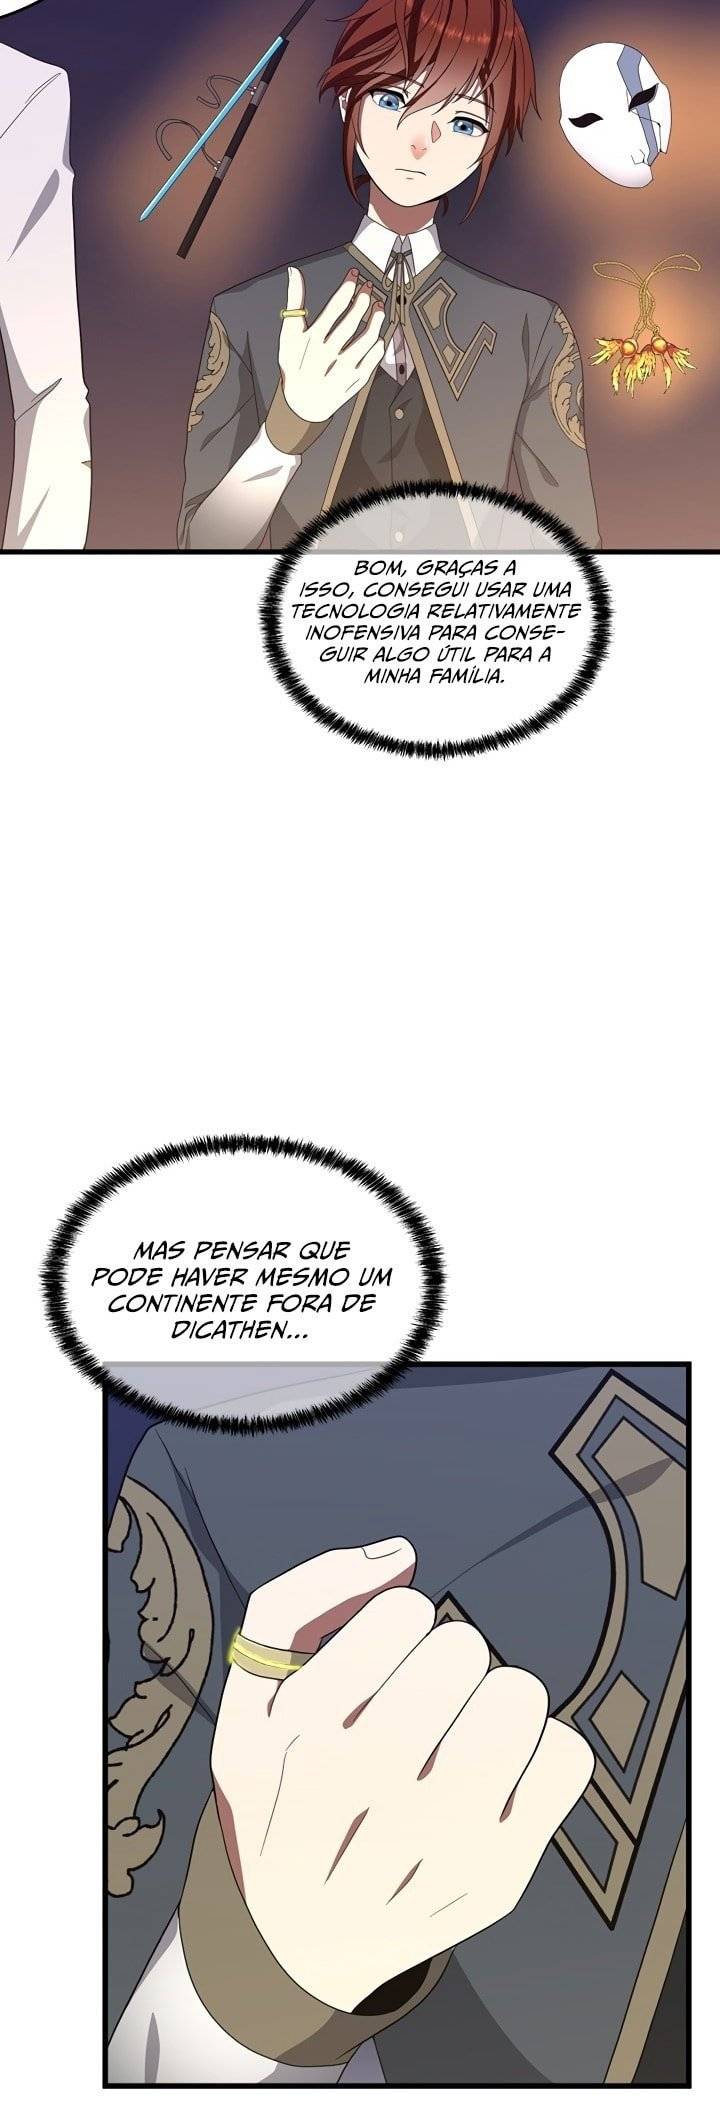 BOM, GRAÇAS A
ISSO, CONSEGUI USAR UMA
TECNOLOGIA RELATIVAMENTE
INOFENSIVA PARA CONSE-
GUIR ALGO ÚTIL PARA A
MINHA FAMÍLIA.
MAS PENSAR QUE
PODE HAVER MESMO UM
CONTINENTE FORA DE
DICATHEN...